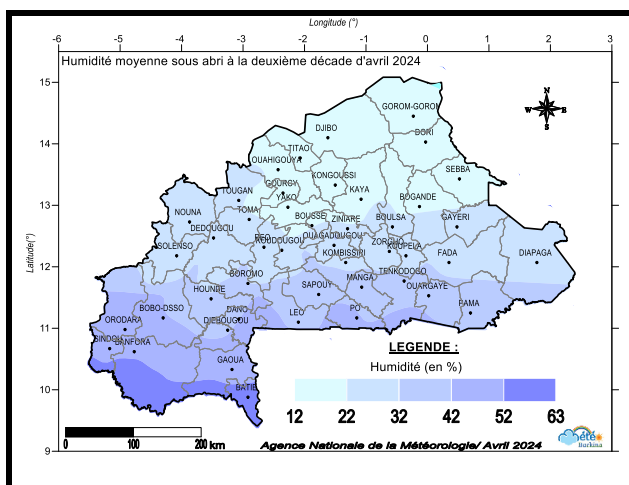 Longitude (°)
-6 -5 -4 -3 -2 -1 0 1 2 3
Humidité moyenne sous abri à la deuxième décade d'avril 2024
15
14
13
12
11
10
9
Latitude(°)
GOROM-GOROM
DJIBO
DORI
TITAO
OUAHIGOUYA
SEBBA
KONGOUSSI
GOURCY
KAYA
TOUGAN
YAKO
BOGANDE
NOUNA
TOMA
BOUSSE
ZINIARE
BOULSA
GAYERI
DEDOUGOU
REO
KOUDOUGOU
OUAGADOUGOU
ZORGHO
KOUPELA
SOLENSO
KOMBISSIRI
FADA
DIAPAGA
BOROMO
SAPOUY
MANGA
TENKODOGO
OUARGAYE
HOUNDE
BOBO-DSSO
DANO
LEO
PO
PAMA
ORODARA
DIEBOUGOU
SINDOU
BANFORA
GAOUA
BATIE
N
W E
S
LEGENDE :
Humidité (en %)
12 22 32 42 52 63
0 100 200 km
Agence Nationale de la Météorologie/ Avril 2024
météo
Burkina